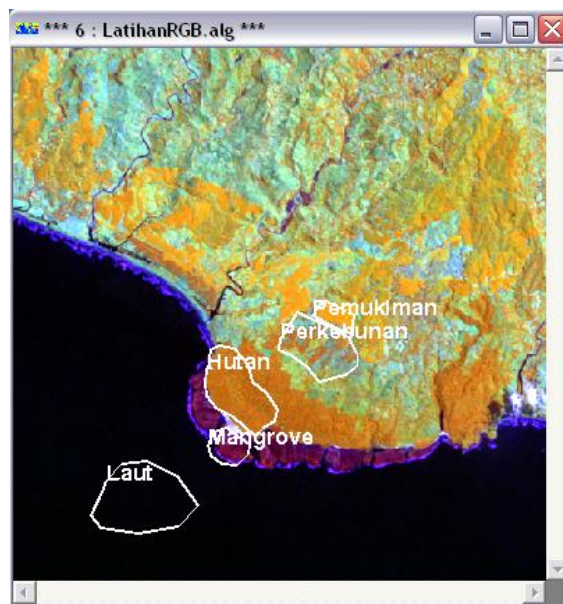 *** 6 : LatihanRGB.alg ***
Pemukiman
Perkebunan
Hutan
Mangrove
Laut